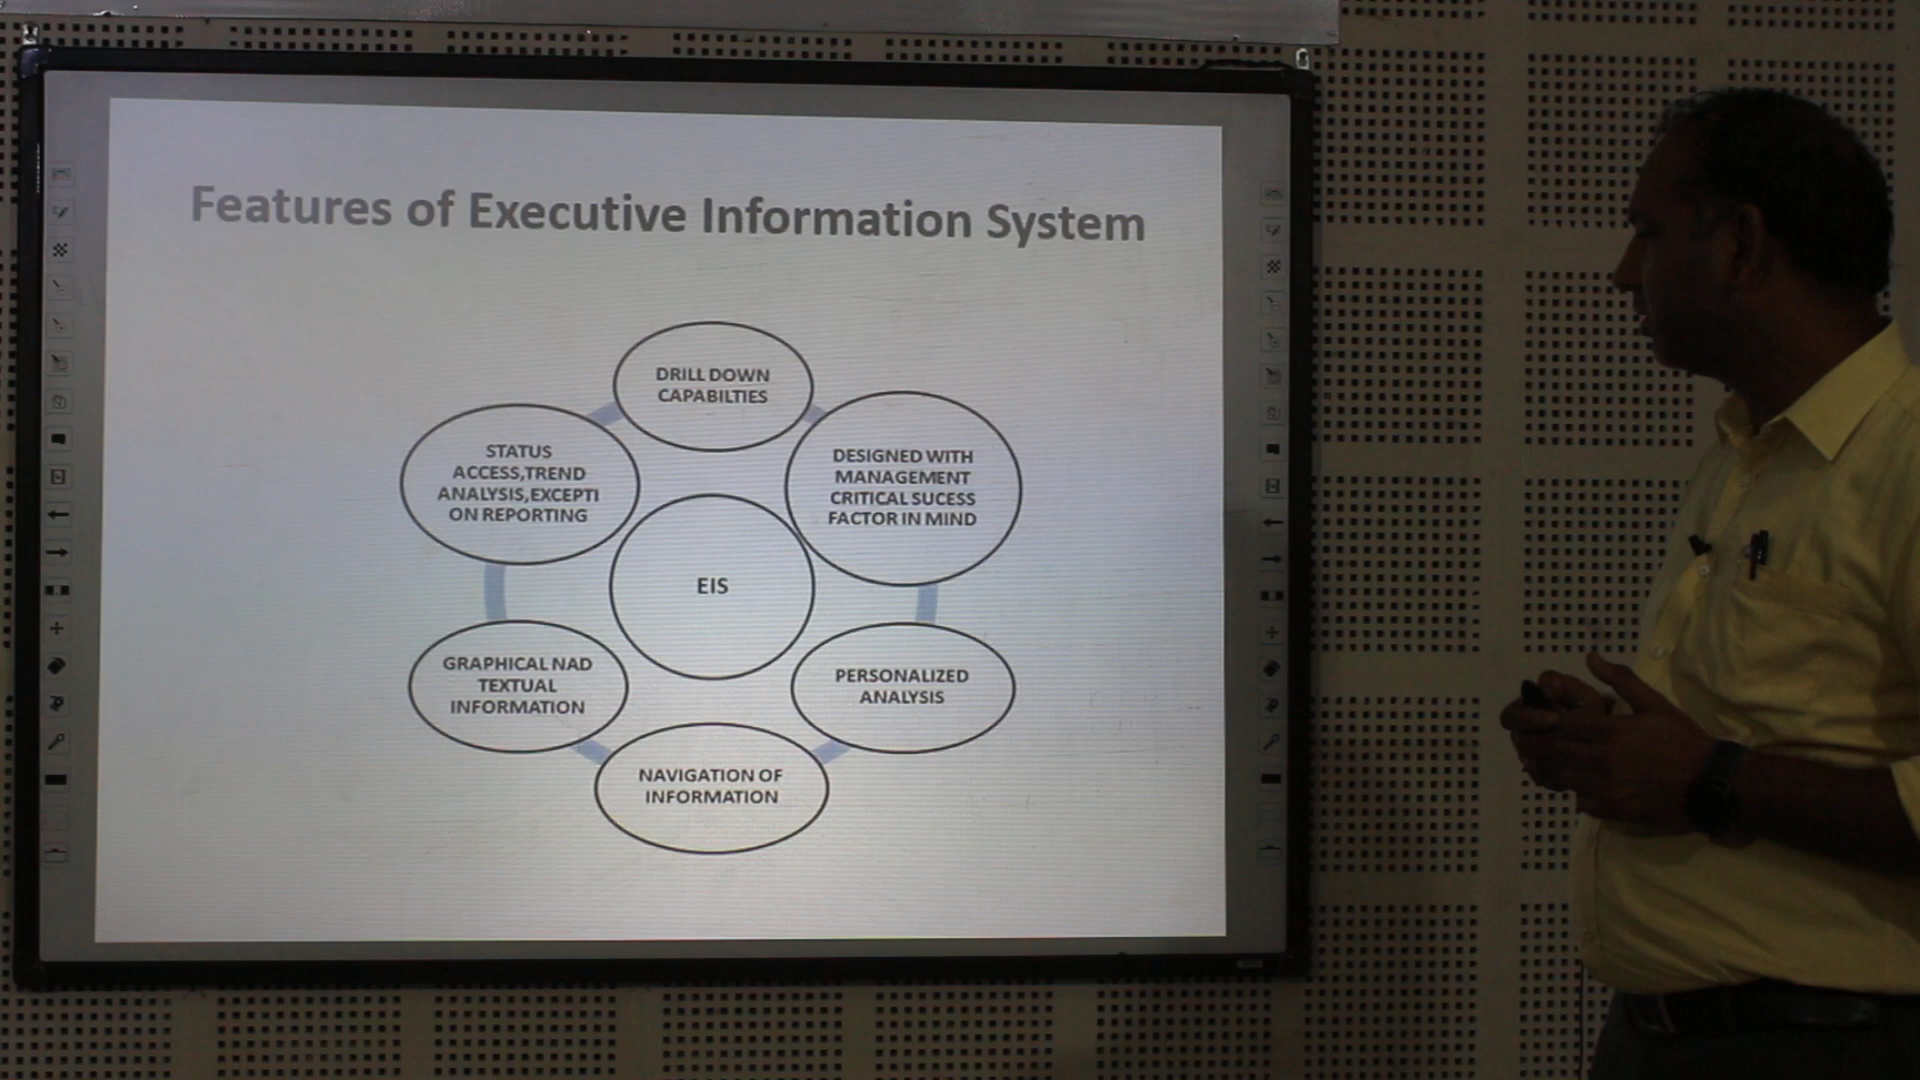 Features of Executive Information System
DRILL DOWN
CAPABILTIES
DESIGNED WITH
MANAGEMENT
CRITICAL SUCESS
FACTOR IN MIND
PERSONALIZED
ANALYSIS
NAVIGATION OF
INFORMATION
GRAPHICAL NAD
TEXTUAL
INFORMATION
STATUS
ACCESS,TREND
ANALYSIS,EXCEPTI
ON REPORTING
EIS